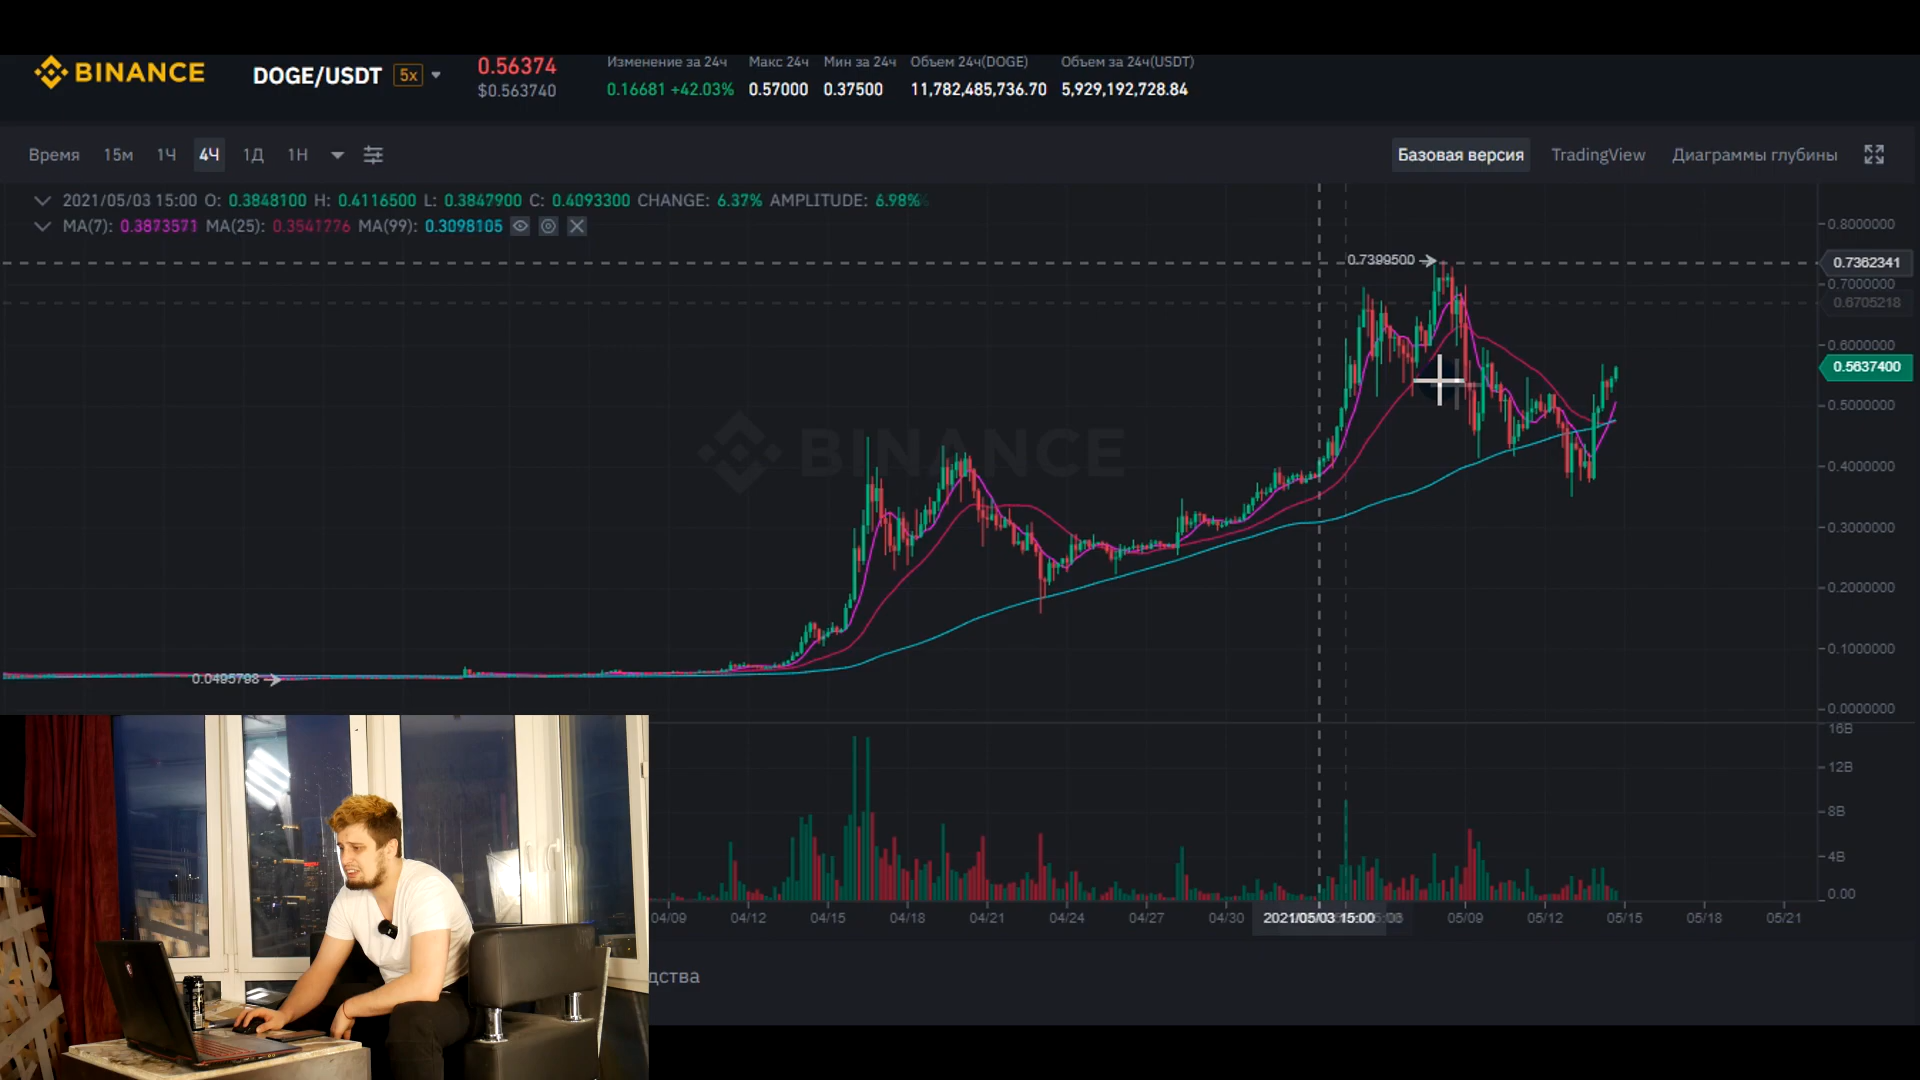 BINANCE
DOGE/USDT 5x
0.56374
$0.563740
Изменение за 24ч Макс 24ч Мин за 24ч Объем 24ч(DOGE) Объем за 24ч(USDT)
0.16681 +42.03% 0.57000 0.37500 11,782,485,736.70 5,929,192,728.84
Время 15м 1Ч 4Ч 1Д 1Н
Базовая версия TradingView Диаграммы глубины
2021/05/03 15:00 O: 0.3848100 H: 0.4116500 L: 0.3847900 C: 0.4093300 CHANGE: 6.37% AMPLITUDE: 6.98%
MA(7): 0.3873571 MA(25): 0.3541776 MA(99): 0.3098105
0.8000000
0.7399500
0.7362341
0.7000000
0.6705218
0.6000000
0.5637400
0.5000000
BINANCE
0.4000000
0.3000000
0.2000000
0.1000000
0.0495798
0.0000000
16B
12B
8B
4B
0.00
04/09 04/12 04/15 04/18 04/21 04/24 04/27 04/30 2021/05/03 15:00 05/09 05/12 05/15 05/18 05/21
дства